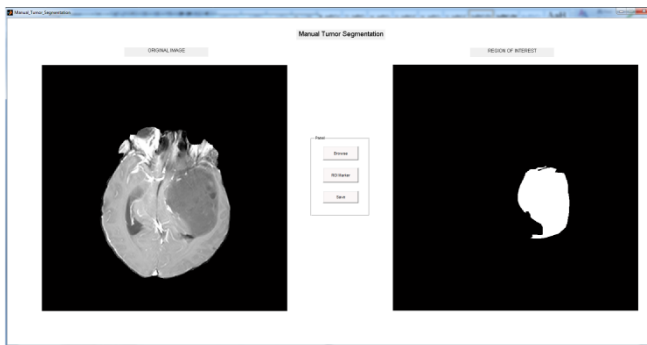 Manual_Tumor_Segmentation
Manual Tumor Segmentation
ORIGINAL IMAGE
REGION OF INTEREST
Panel
Browse
ROI Marker
Save